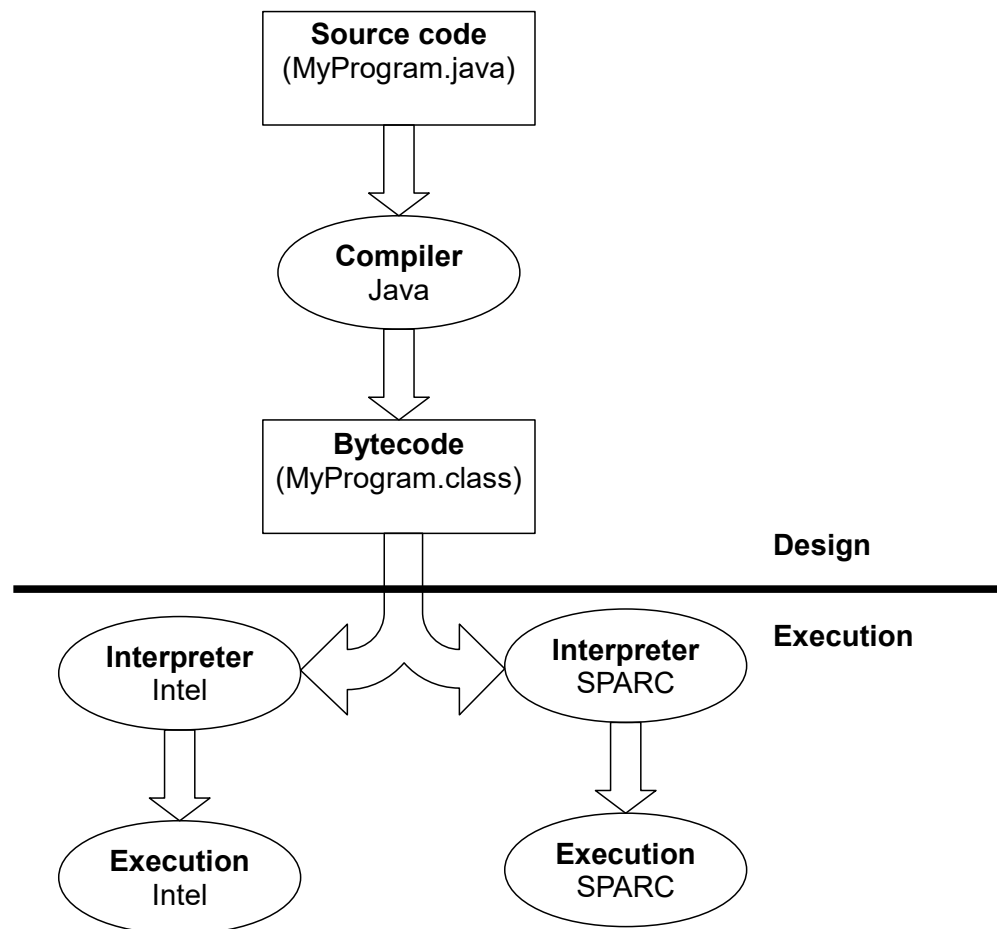 Source code
(MyProgram.java)
Compiler
Java
Bytecode
(MyProgram.class)
Design
Execution
Interpreter
Intel
Interpreter
SPARC
Execution
Intel
Execution
SPARC